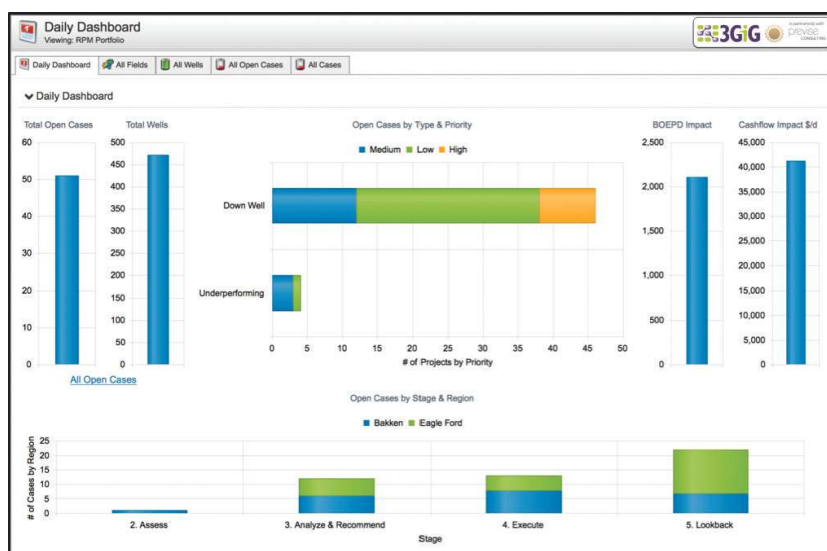 Daily Dashboard
Viewing: RPM Portfolio
3GiG
in partnership with
previse
CONSULTING
Daily Dashboard
All Fields
All Wells
All Open Cases
All Cases
Daily Dashboard
Total Open Cases
60
50
40
30
20
10
0
Total Wells
500
450
400
350
300
250
200
150
100
50
0
All Open Cases
Open Cases by Type & Priority
Medium Low High
Down Well
Underperforming
0 5 10 15 20 25 30 35 40 45 50
# of Projects by Priority
BOEPD Impact
2,500
2,000
1,500
1,000
500
0
Cashflow Impact $/d
45,000
40,000
35,000
30,000
25,000
20,000
15,000
10,000
5,000
0
Open Cases by Stage & Region
Bakken Eagle Ford
# of Cases by Region
25
20
15
10
5
0
2. Assess 3. Analyze & Recommend 4. Execute 5. Lookback
Stage